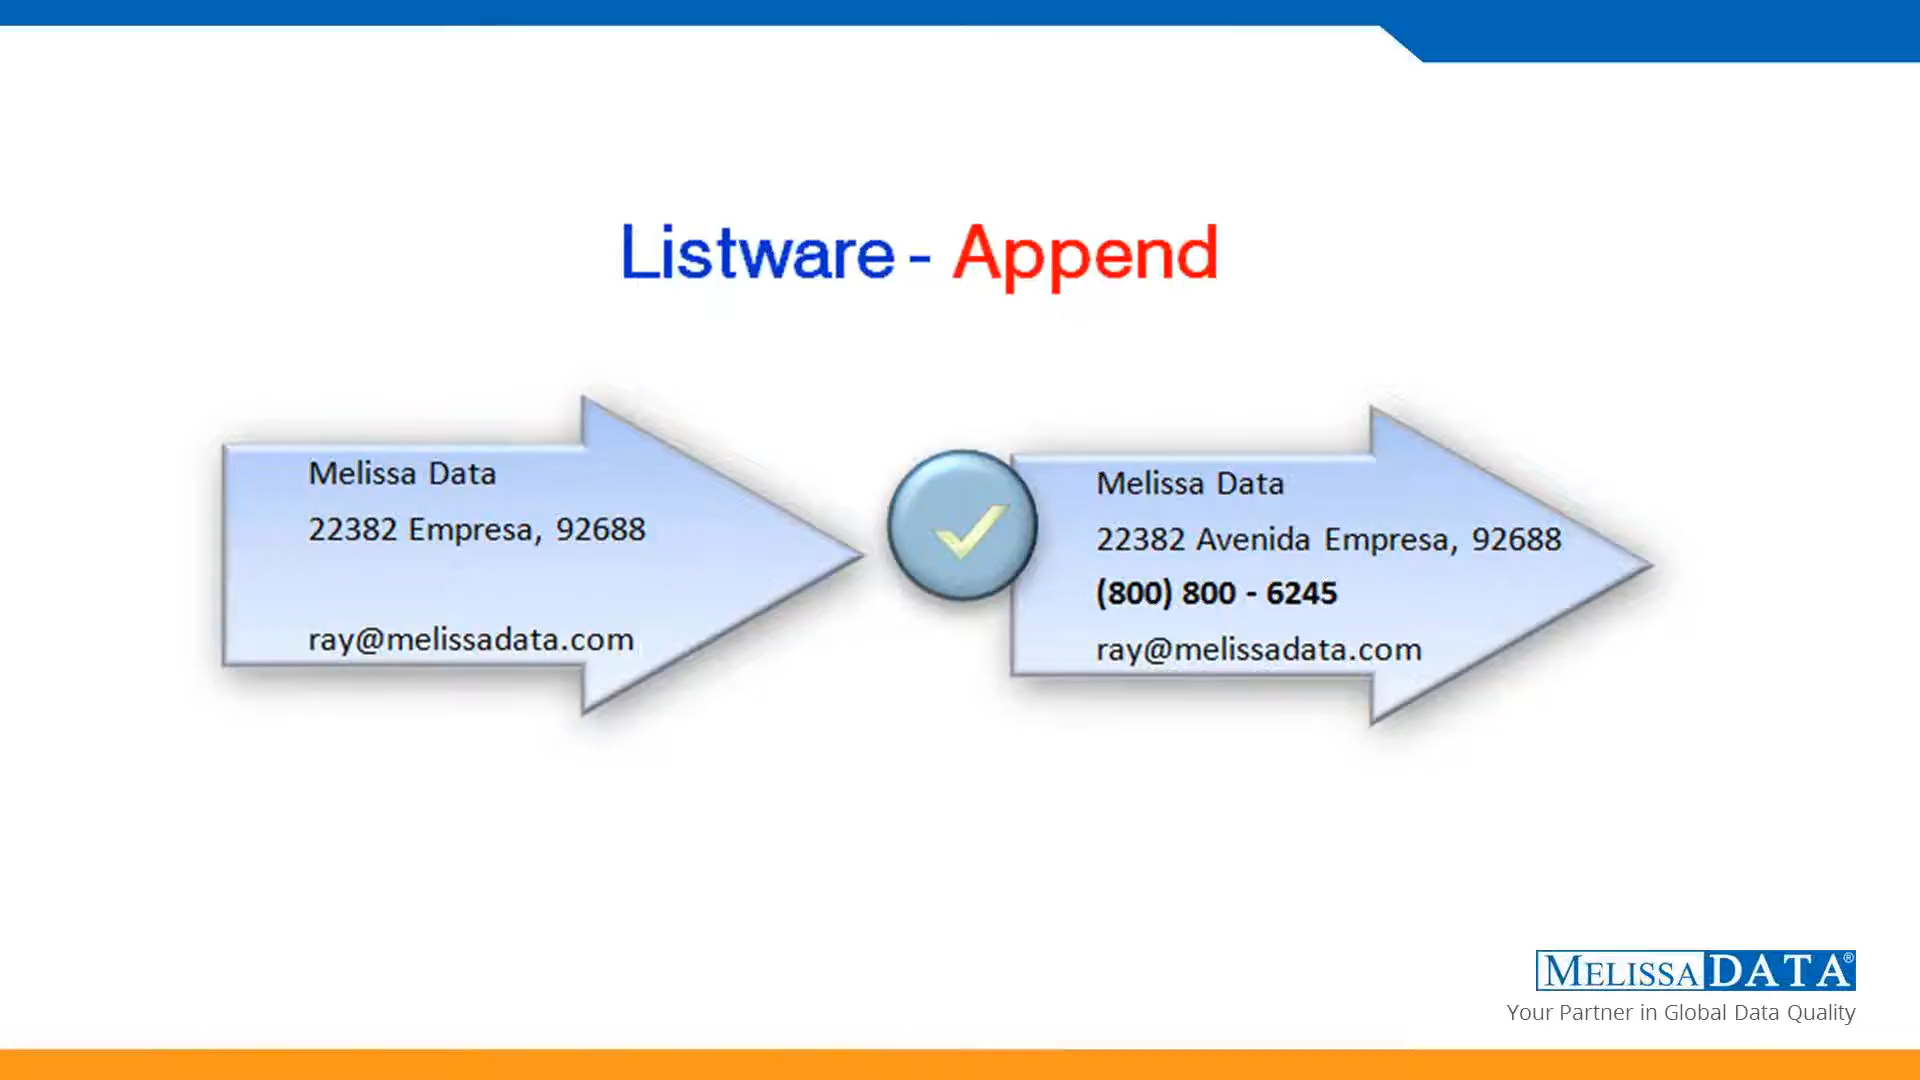 Listware - Append
Melissa Data
22382 Empresa, 92688
ray@melissadata.com
Melissa Data
22382 Avenida Empresa, 92688
(800) 800 - 6245
ray@melissadata.com
MELISSA DATA®
Your Partner in Global Data Quality